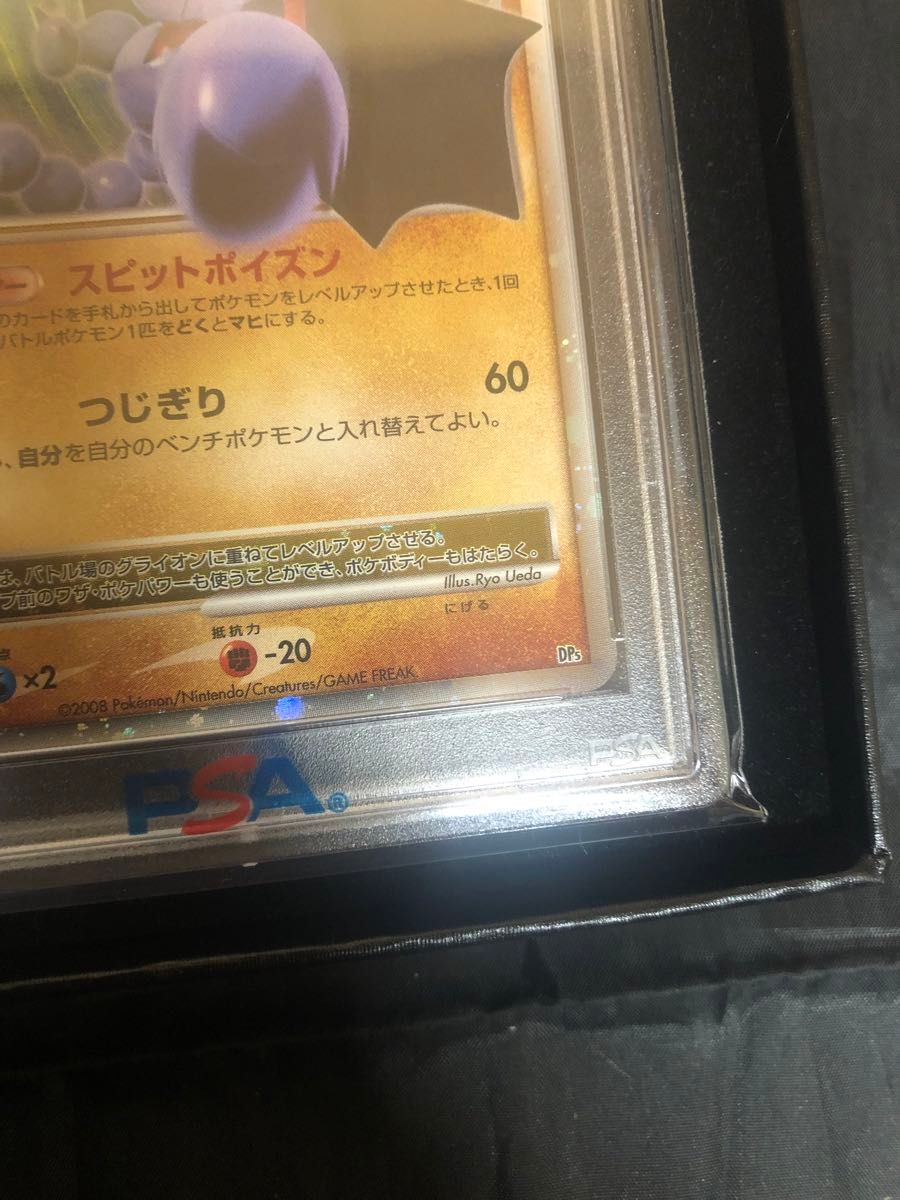 ー スピットポイズン
のカードを手札から出してポケモンをレベルアップさせたとき、1回
バトルポケモン1匹をどくとマヒにする。
つじぎり 60
、自分を自分のベンチポケモンと入れ替えてよい。
は、バトル場のグライオンに重ねてレベルアップさせる。
プ前のワザ・ポケパワーも使うことができ、ポケボディーもはたらく。
Illus.Ryo Ueda
点 抵抗力 にげる
×2 -20 DPs
©2008 Pokémon/Nintendo/Creatures/GAME FREAK
PSA
PSA®